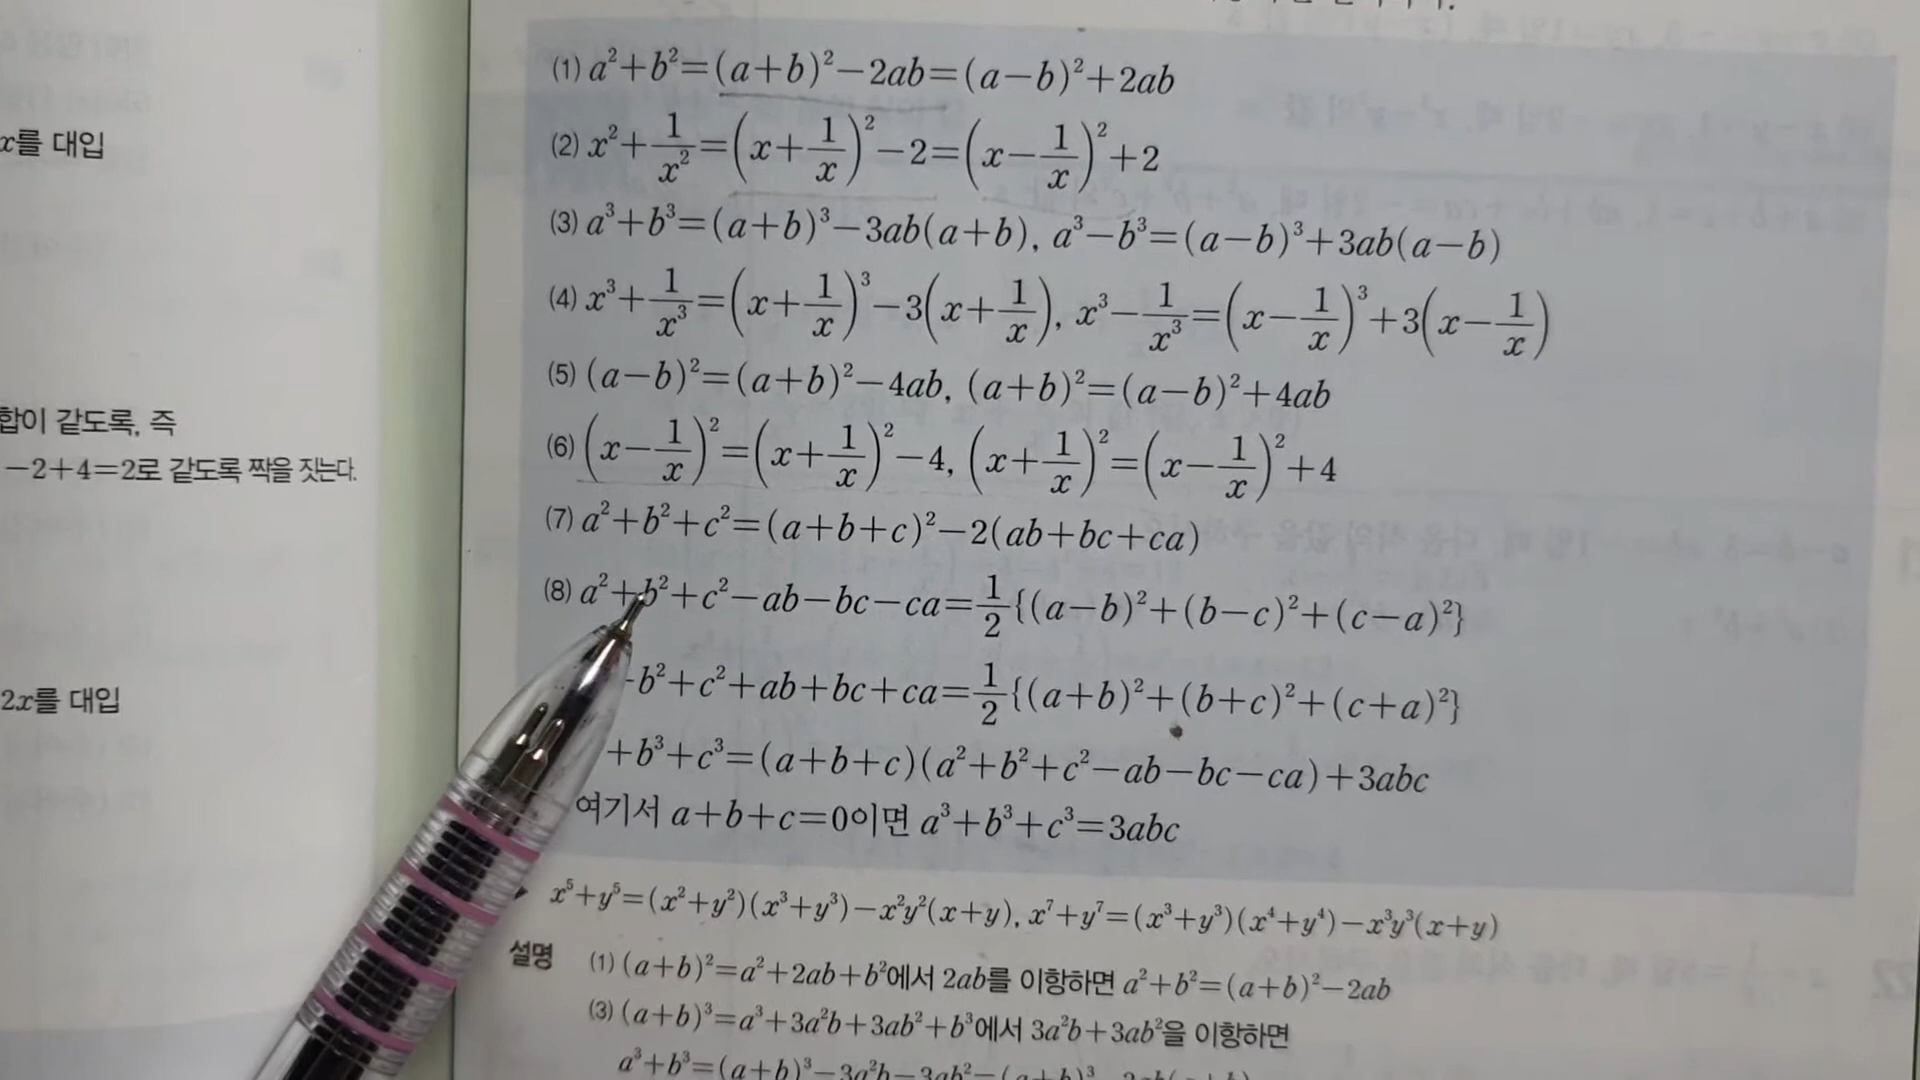 x를 대입
합이 같도록, 즉
-2+4=2로 같도록 짝을 짓는다.
2x를 대입
(1) a²+b²=(a+b)²-2ab=(a-b)²+2ab
(2) x²+1/x²=(x+1/x)²-2=(x-1/x)²+2
(3) a³+b³=(a+b)³-3ab(a+b), a³-b³=(a-b)³+3ab(a-b)
(4) x³+1/x³=(x+1/x)³-3(x+1/x), x³-1/x³=(x-1/x)³+3(x-1/x)
(5) (a-b)²=(a+b)²-4ab, (a+b)²=(a-b)²+4ab
(6) (x-1/x)²=(x+1/x)²-4, (x+1/x)²=(x-1/x)²+4
(7) a²+b²+c²=(a+b+c)²-2(ab+bc+ca)
(8) a²+b²+c²-ab-bc-ca=1/2{(a-b)²+(b-c)²+(c-a)²}
b²+c²+ab+bc+ca=1/2{(a+b)²+(b+c)²+(c+a)²}
+b³+c³=(a+b+c)(a²+b²+c²-ab-bc-ca)+3abc
여기서 a+b+c=0이면 a³+b³+c³=3abc
x⁵+y⁵=(x²+y²)(x³+y³)-x²y²(x+y), x⁷+y⁷=(x³+y³)(x⁴+y⁴)-x³y³(x+y)
설명 (1) (a+b)²=a²+2ab+b²에서 2ab를 이항하면 a²+b²=(a+b)²-2ab
(3) (a+b)³=a³+3a²b+3ab²+b³에서 3a²b+3ab²을 이항하면
a³+b³=(a+b)³-3a²b-3ab²=(a+b)³